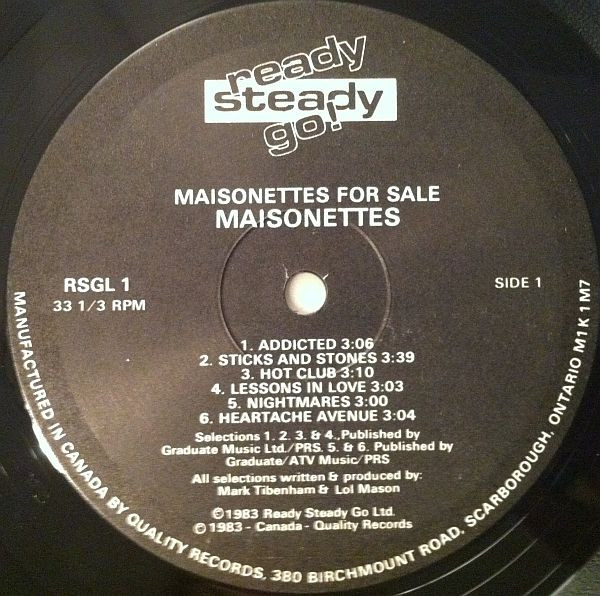 ready
steady
go!
MAISONETTES FOR SALE
MAISONETTES
RSGL 1
33 1/3 RPM
SIDE 1
1. ADDICTED 3:06
2. STICKS AND STONES 3:39
3. HOT CLUB 3:10
4. LESSONS IN LOVE 3:03
5. NIGHTMARES 3:00
6. HEARTACHE AVENUE 3:04
Selections 1. 2. 3. & 4., Published by
Graduate Music Ltd./PRS. 5. & 6. Published by
Graduate/ATV Music/PRS
All selections written & produced by:
Mark Tibenham & Lol Mason
©1983 Ready Steady Go Ltd.
©1983 - Canada - Quality Records
MANUFACTURED IN CANADA BY QUALITY RECORDS, 380 BIRCHMOUNT ROAD, SCARBOROUGH, ONTARIO M1K 1M7